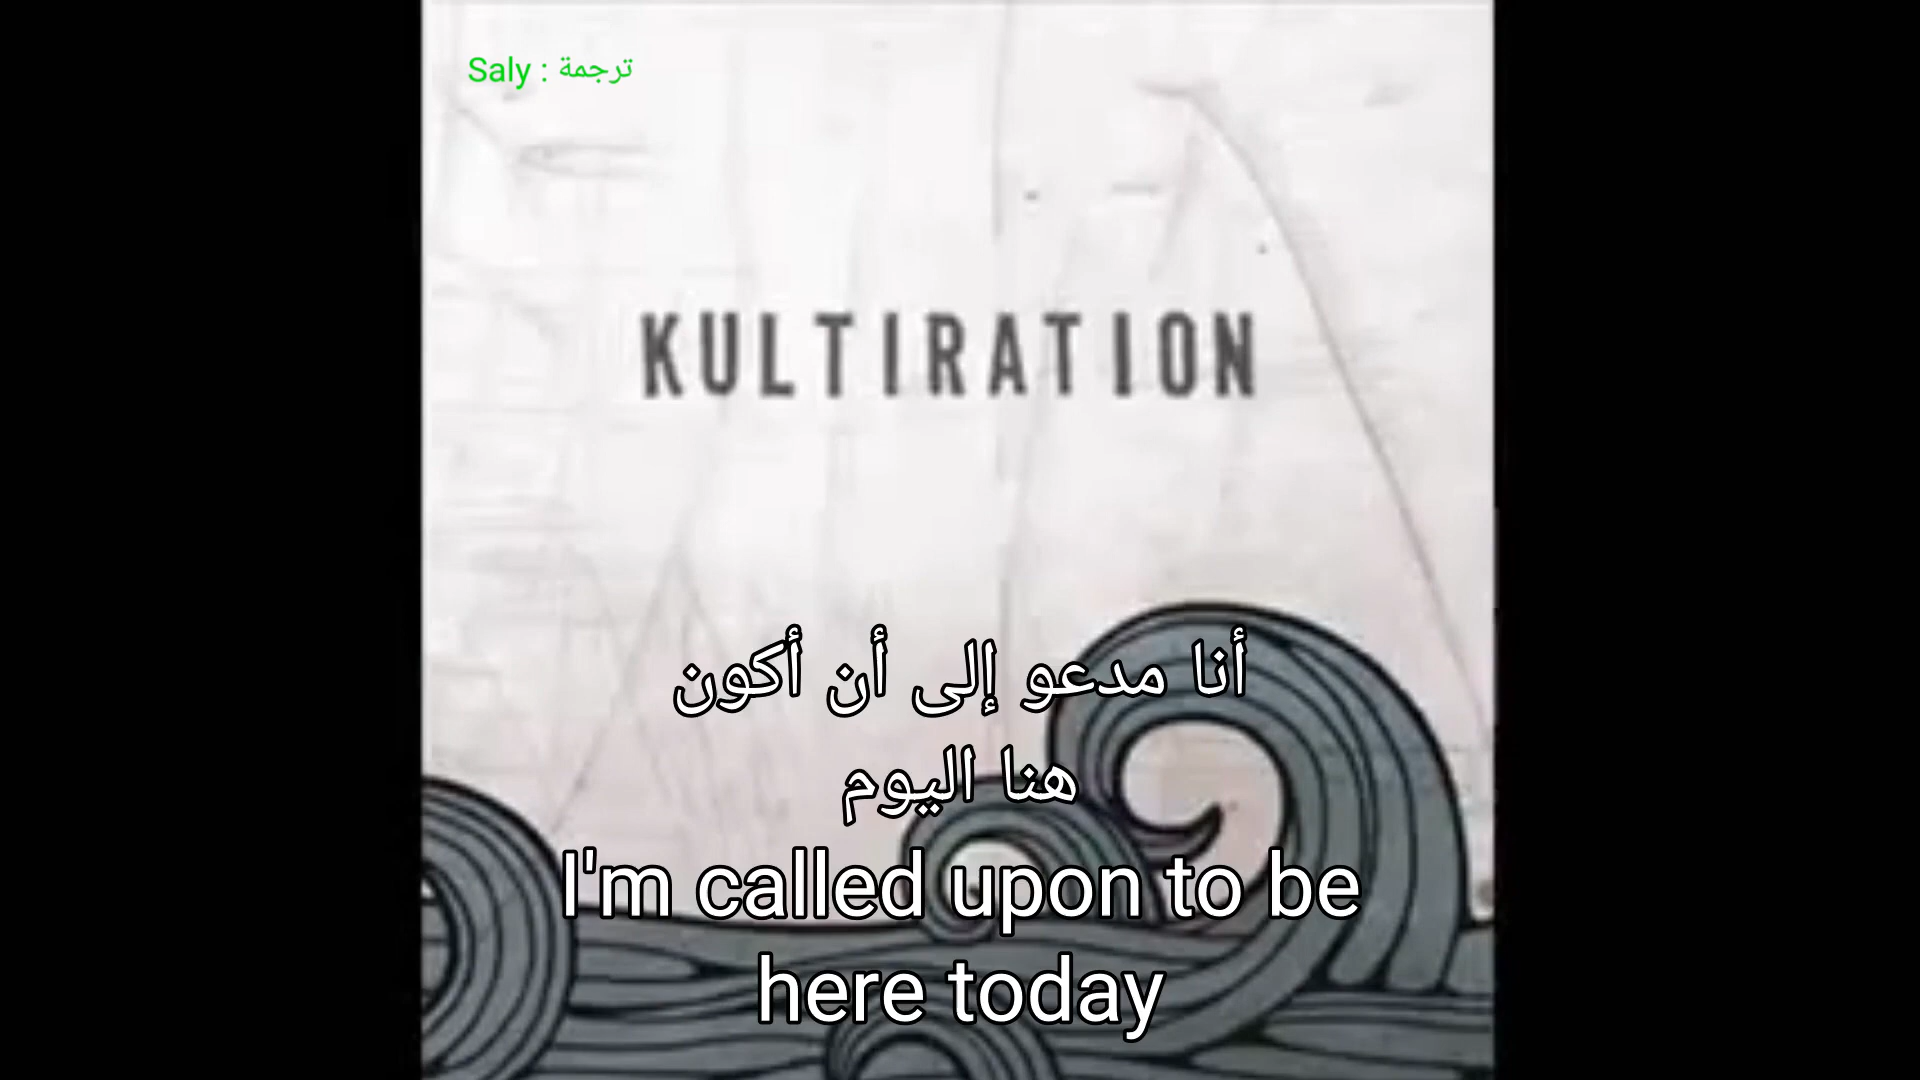 Saly : ترجمة
KULTIRATION
أنا مدعو إلى أن أكون
هنا اليوم
I'm called upon to be
here today